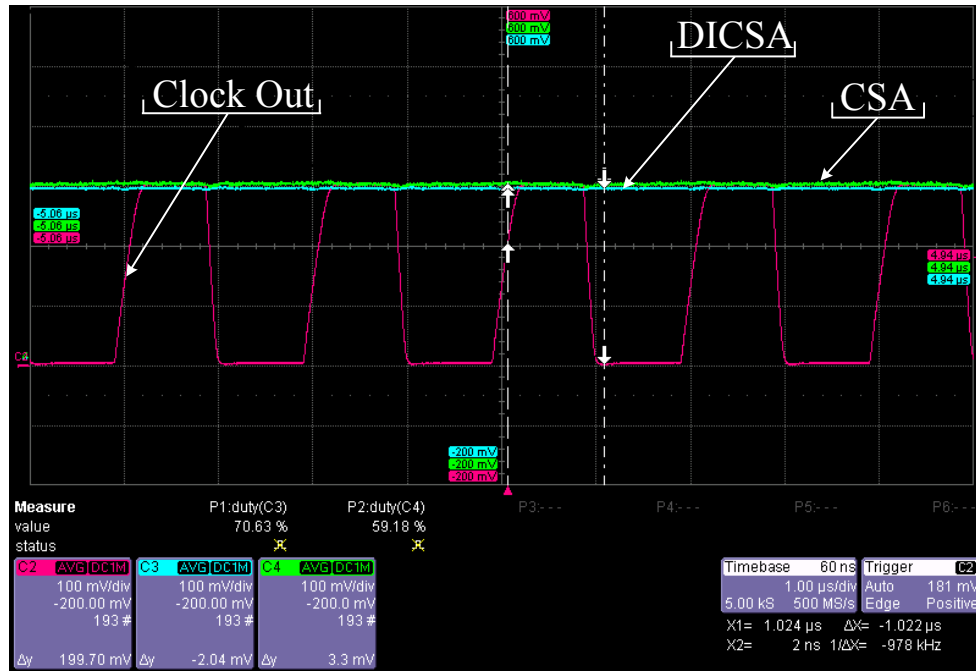 600 mV
600 mV
600 mV
DICSA
Clock Out
CSA
-5.06 µs
-5.06 µs
-5.06 µs
4.94 µs
4.94 µs
4.94 µs
-200 mV
-200 mV
-200 mV
Measure P1:duty(C3) P2:duty(C4) P3:- - - P4:- - - P5:- - - P6:- - -
value 70.63 % 59.18 %
status
C2 AVG DC1M C3 AVG DC1M C4 AVG DC1M Timebase 60 ns Trigger C2
100 mV/div 100 mV/div 100 mV/div 1.00 µs/div Auto 181 mV
-200.00 mV -200.00 mV -200.0 mV 5.00 kS 500 MS/s Edge Positive
193 # 193 # 193 # X1= 1.024 µs ΔX= -1.022 µs
X2= 2 ns 1/ΔX= -978 kHz
Δy 199.70 mV Δy -2.04 mV Δy 3.3 mV